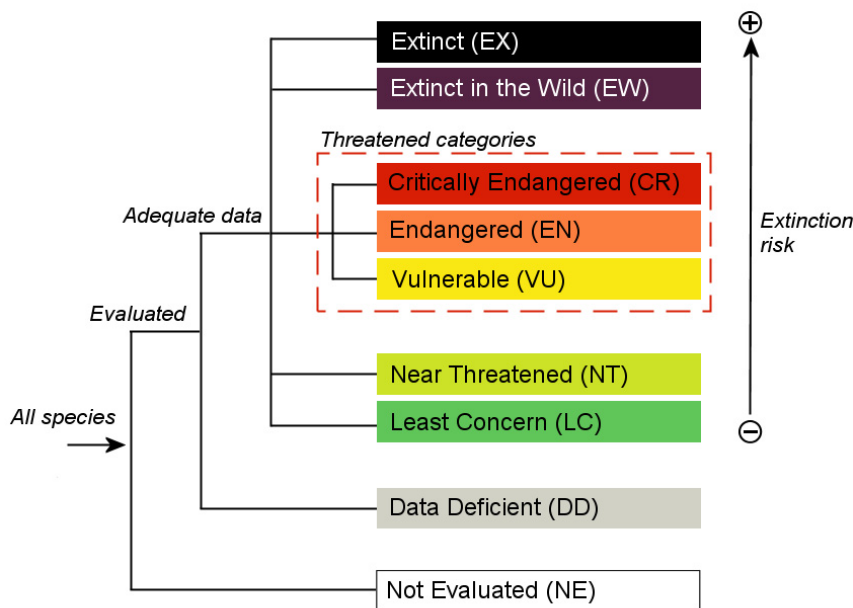 Extinct (EX)
Extinct in the Wild (EW)
Threatened categories
Critically Endangered (CR)
Adequate data
Endangered (EN)
Extinction
risk
Vulnerable (VU)
Evaluated
Near Threatened (NT)
All species
Least Concern (LC)
Data Deficient (DD)
Not Evaluated (NE)